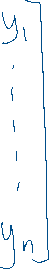 y₁
.
.
.
.
yₙ
]